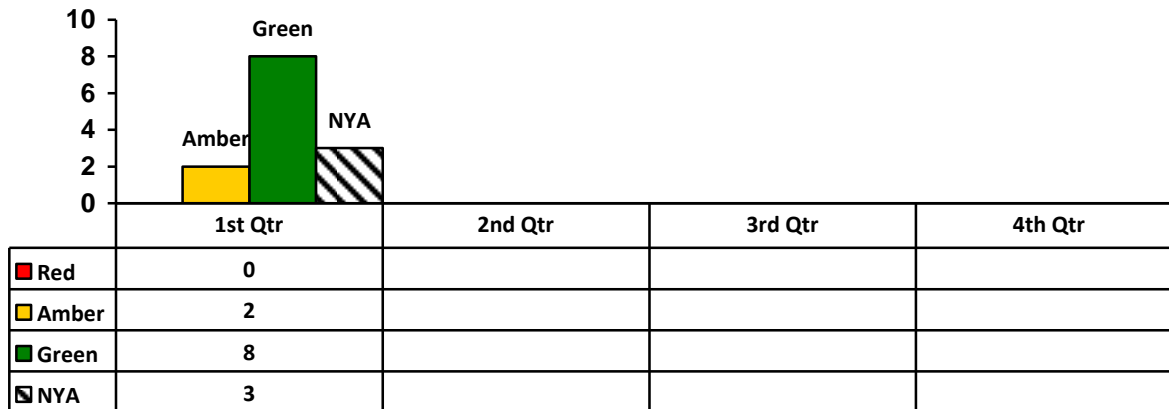 10
Green
8
6
NYA
4
Amber
2
0
1st Qtr 2nd Qtr 3rd Qtr 4th Qtr
Red 0
Amber 2
Green 8
NYA 3